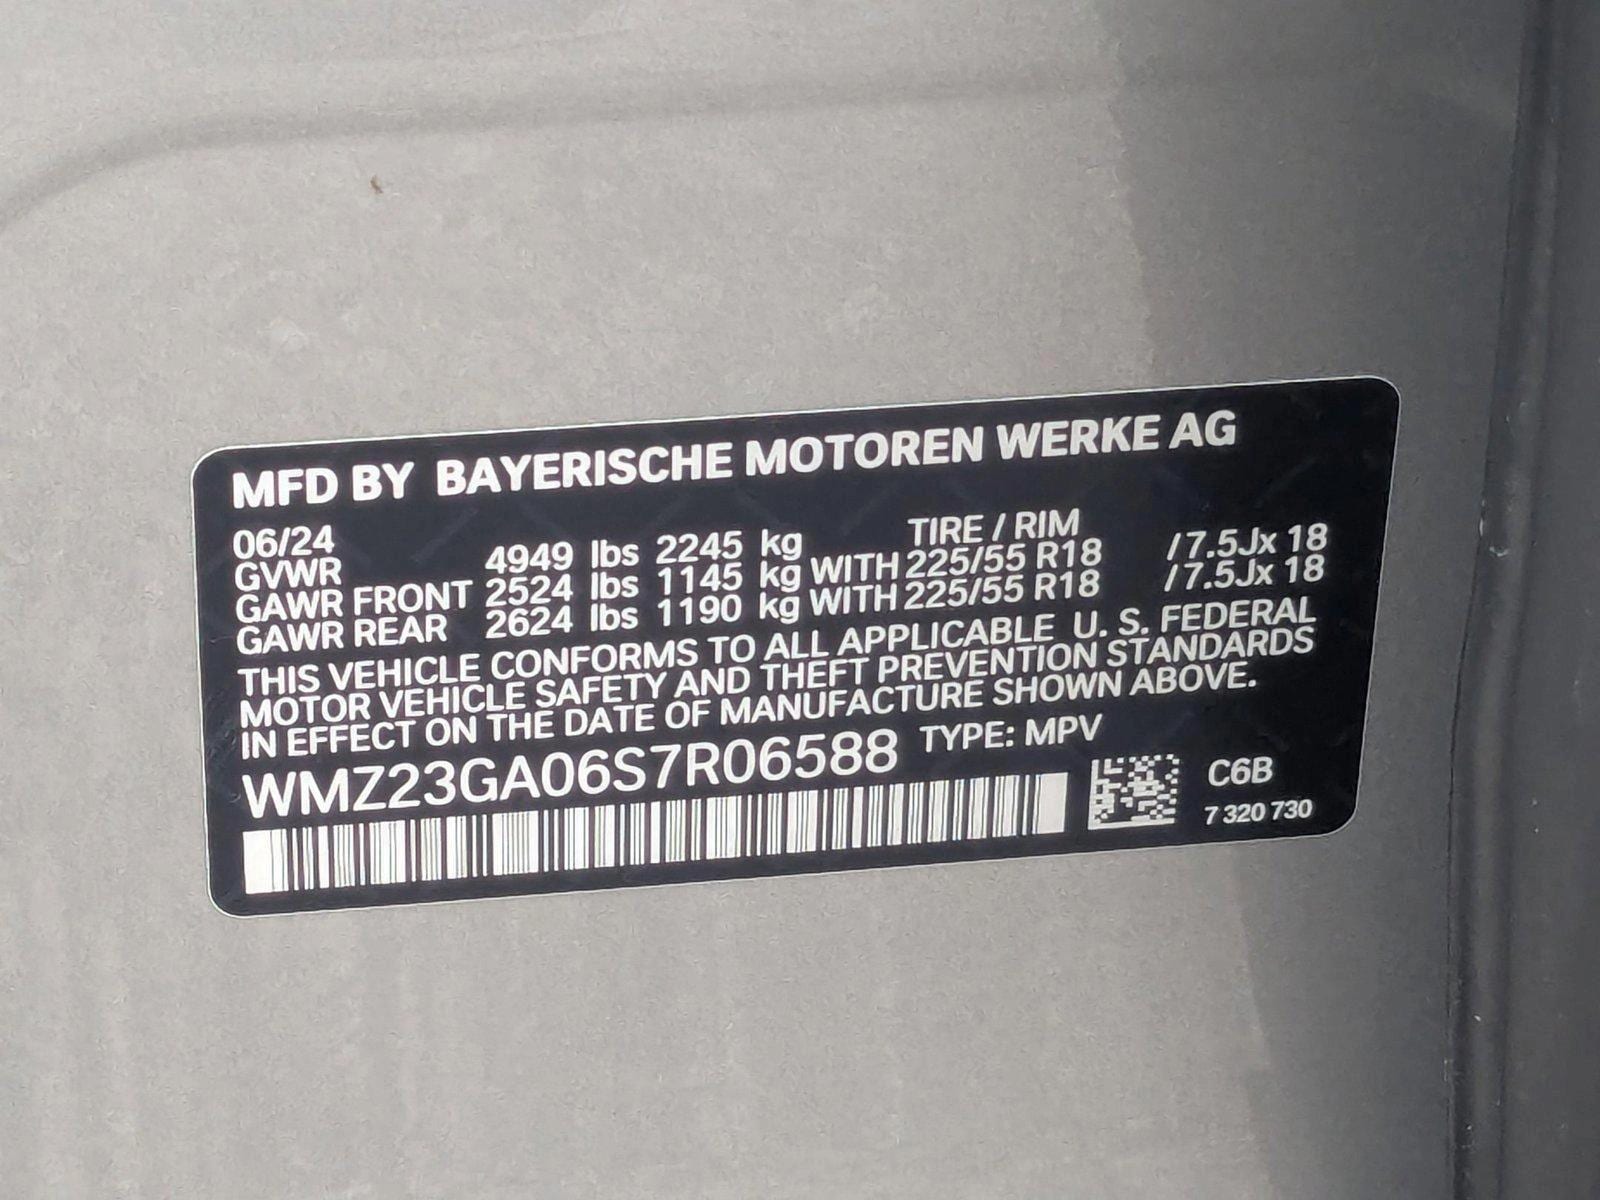 MFD BY BAYERISCHE MOTOREN WERKE AG
06/24 TIRE / RIM
GVWR 4949 lbs 2245 kg
GAWR FRONT 2524 lbs 1145 kg WITH 225/55 R18 / 7.5Jx 18
GAWR REAR 2624 lbs 1190 kg WITH 225/55 R18 / 7.5Jx 18
THIS VEHICLE CONFORMS TO ALL APPLICABLE U. S. FEDERAL
MOTOR VEHICLE SAFETY AND THEFT PREVENTION STANDARDS
IN EFFECT ON THE DATE OF MANUFACTURE SHOWN ABOVE.
WMZ23GA06S7R06588 TYPE: MPV
C6B
7 320 730